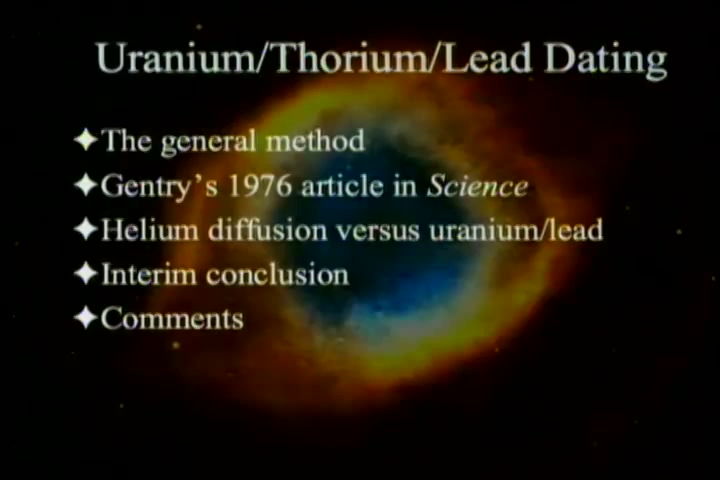 Uranium/Thorium/Lead Dating
✦The general method
✦Gentry's 1976 article in Science
✦Helium diffusion versus uranium/lead
✦Interim conclusion
✦Comments